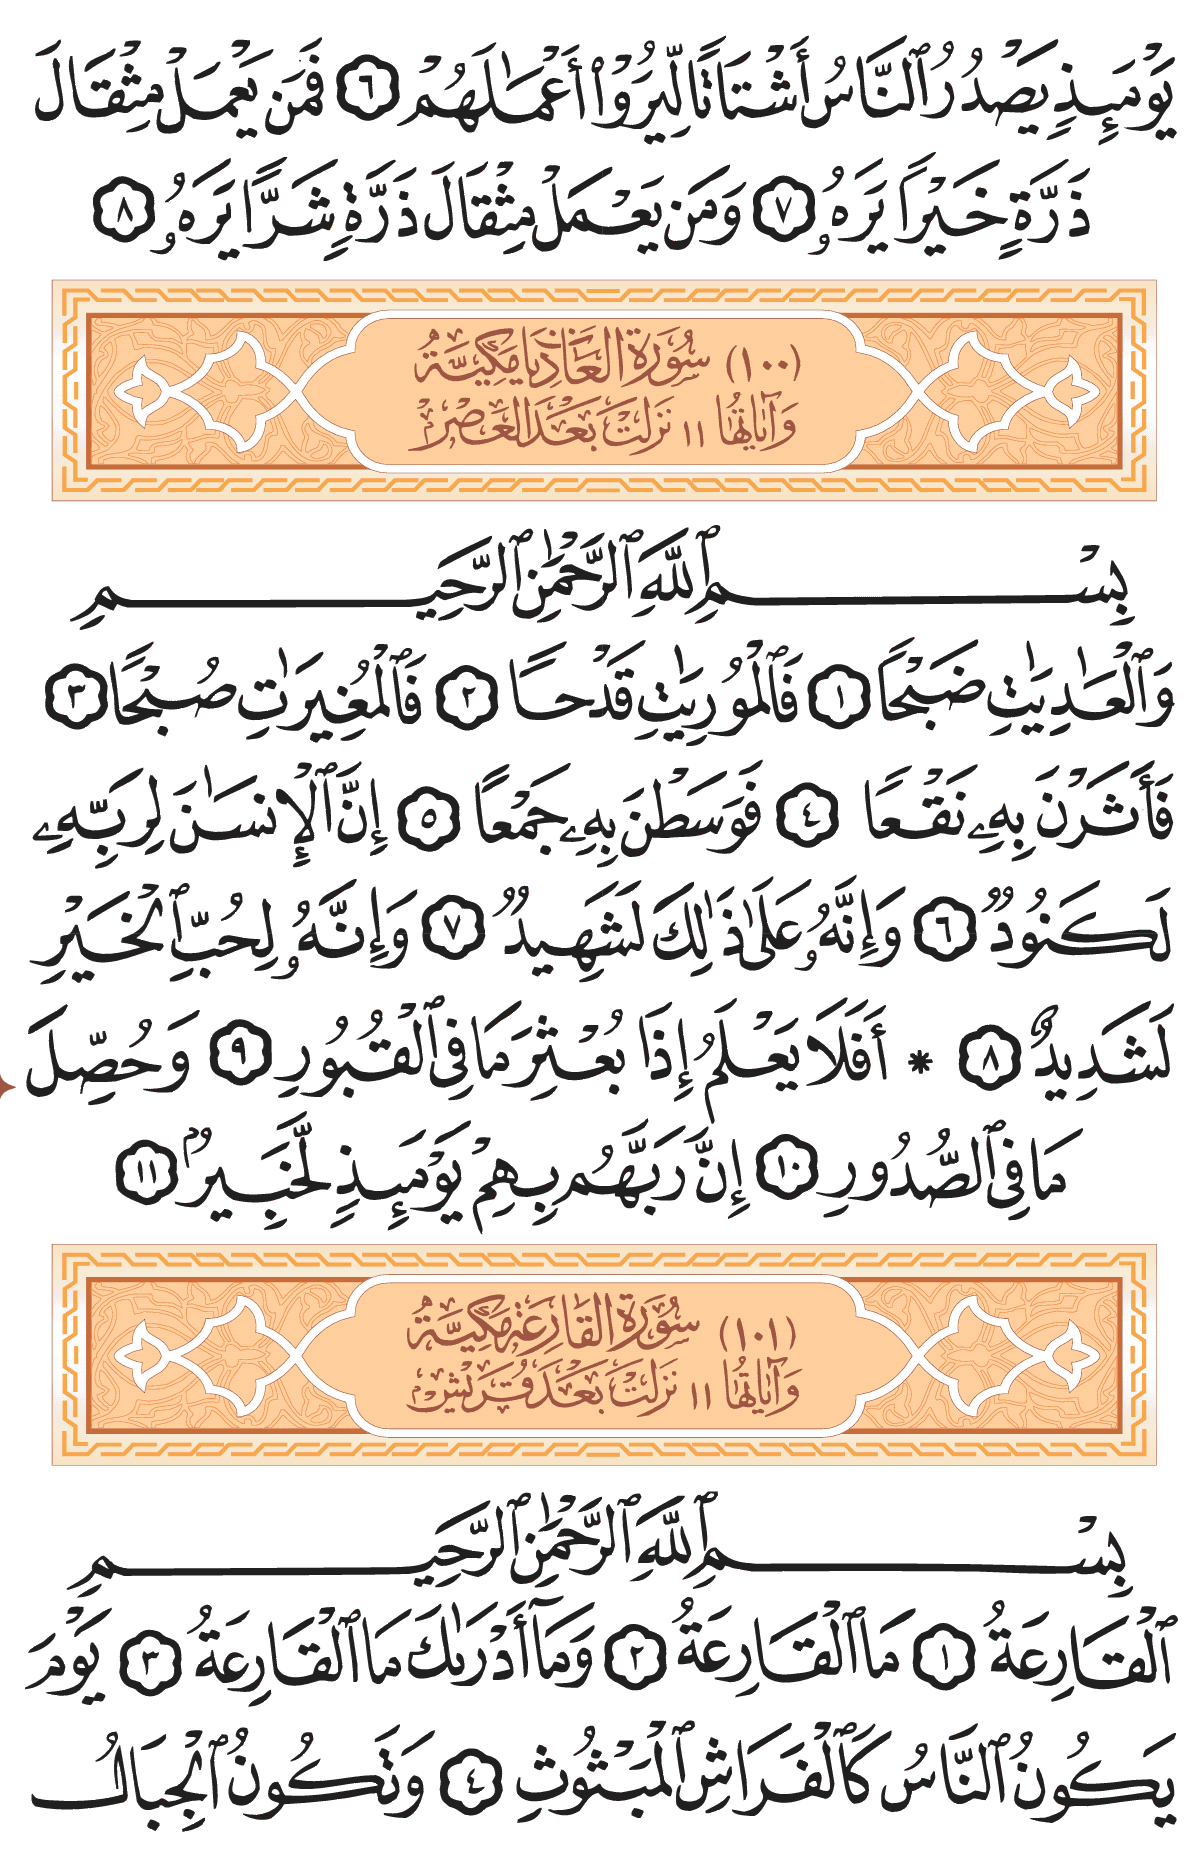 يَوْمَئِذٍ يَصْدُرُ ٱلنَّاسُ أَشْتَاتًا لِّيُرَوْا۟ أَعْمَـٰلَهُمْ ٦ فَمَن يَعْمَلْ مِثْقَالَ
ذَرَّةٍ خَيْرًا يَرَهُۥ ٧ وَمَن يَعْمَلْ مِثْقَالَ ذَرَّةٍ شَرًّا يَرَهُۥ ٨
(١٠٠) سُورَة العَاديَات مَكِيَّةٌ
وَآيَاتُهَا ١١ نَزلَتْ بَعْدَ العَصْرِ
بِسْمِ ٱللَّهِ ٱلرَّحْمَـٰنِ ٱلرَّحِيمِ
وَٱلْعَـٰدِيَـٰتِ ضَبْحًا ١ فَٱلْمُورِيَـٰتِ قَدْحًا ٢ فَٱلْمُغِيرَٰتِ صُبْحًا ٣
فَأَثَرْنَ بِهِۦ نَقْعًا ٤ فَوَسَطْنَ بِهِۦ جَمْعًا ٥ إِنَّ ٱلْإِنسَـٰنَ لِرَبِّهِۦ
لَكَنُودٌ ٦ وَإِنَّهُۥ عَلَىٰ ذَٰلِكَ لَشَهِيدٌ ٧ وَإِنَّهُۥ لِحُبِّ ٱلْخَيْرِ
لَشَدِيدٌ ٨ * أَفَلَا يَعْلَمُ إِذَا بُعْثِرَ مَا فِى ٱلْقُبُورِ ٩ وَحُصِّلَ
مَا فِى ٱلصُّدُورِ ١٠ إِنَّ رَبَّهُم بِهِمْ يَوْمَئِذٍ لَّخَبِيرٌۢ ١١
(١٠١) سُورَة القَارعَة مَكِيَّةٌ
وَآيَاتُهَا ١١ نَزلَتْ بَعْدَ قُرَيْشٍ
بِسْمِ ٱللَّهِ ٱلرَّحْمَـٰنِ ٱلرَّحِيمِ
ٱلْقَارِعَةُ ١ مَا ٱلْقَارِعَةُ ٢ وَمَآ أَدْرَىٰكَ مَا ٱلْقَارِعَةُ ٣ يَوْمَ
يَكُونُ ٱلنَّاسُ كَٱلْفَرَاشِ ٱلْمَبْثُوثِ ٤ وَتَكُونُ ٱلْجِبَالُ